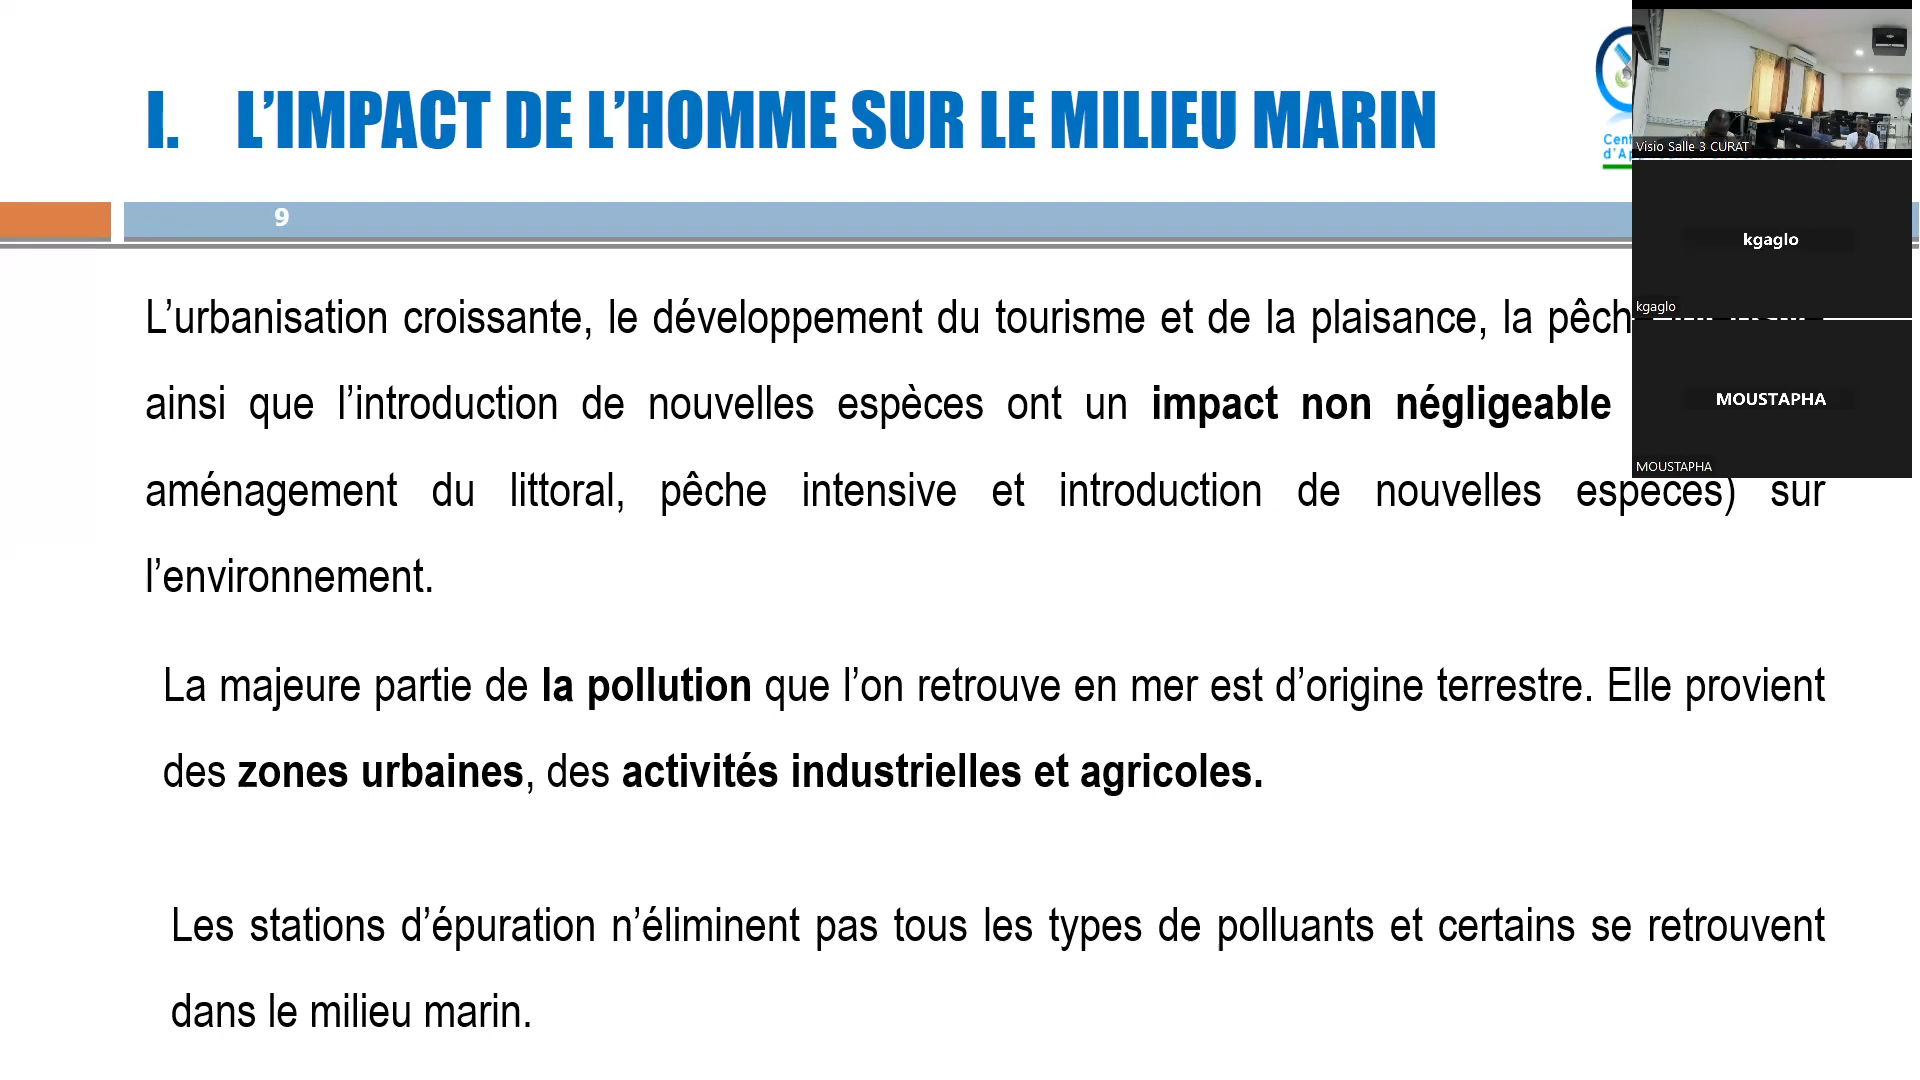 I. L’IMPACT DE L’HOMME SUR LE MILIEU MARIN
Cent
d’Ap
Visio Salle 3 CURAT
9
kgaglo
kgaglo
MOUSTAPHA
MOUSTAPHA
L’urbanisation croissante, le développement du tourisme et de la plaisance, la pêch
ainsi que l’introduction de nouvelles espèces ont un impact non négligeable
aménagement du littoral, pêche intensive et introduction de nouvelles espèces) sur
l’environnement.
La majeure partie de la pollution que l’on retrouve en mer est d’origine terrestre. Elle provient
des zones urbaines, des activités industrielles et agricoles.
Les stations d’épuration n’éliminent pas tous les types de polluants et certains se retrouvent
dans le milieu marin.